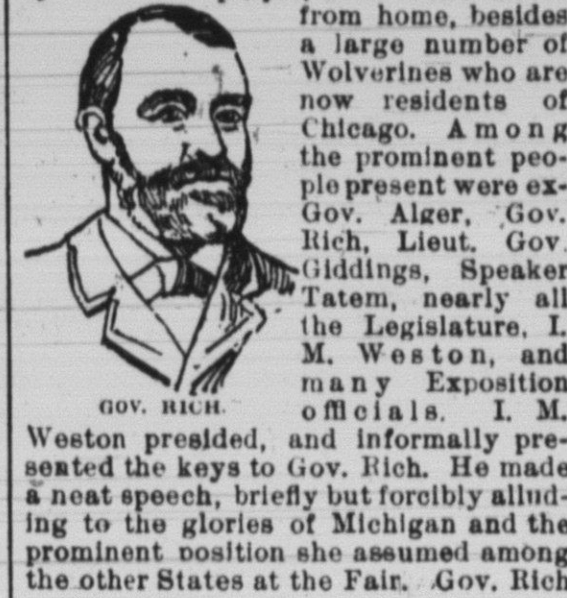 from home, besides
a large number of
Wolverines who are
now residents of
Chicago. Among
the prominent peo-
ple present were ex-
Gov. Alger, Gov.
Rich, Lieut. Gov.
Giddings, Speaker
Tatem, nearly all
the Legislature, I.
M. Weston, and
many Exposition
officials. I. M.
GOV. RICH.
Weston presided, and informally pre-
sented the keys to Gov. Rich. He made
a neat speech, briefly but forcibly allud-
ing to the glories of Michigan and the
prominent position she assumed among
the other States at the Fair. Gov. Rich